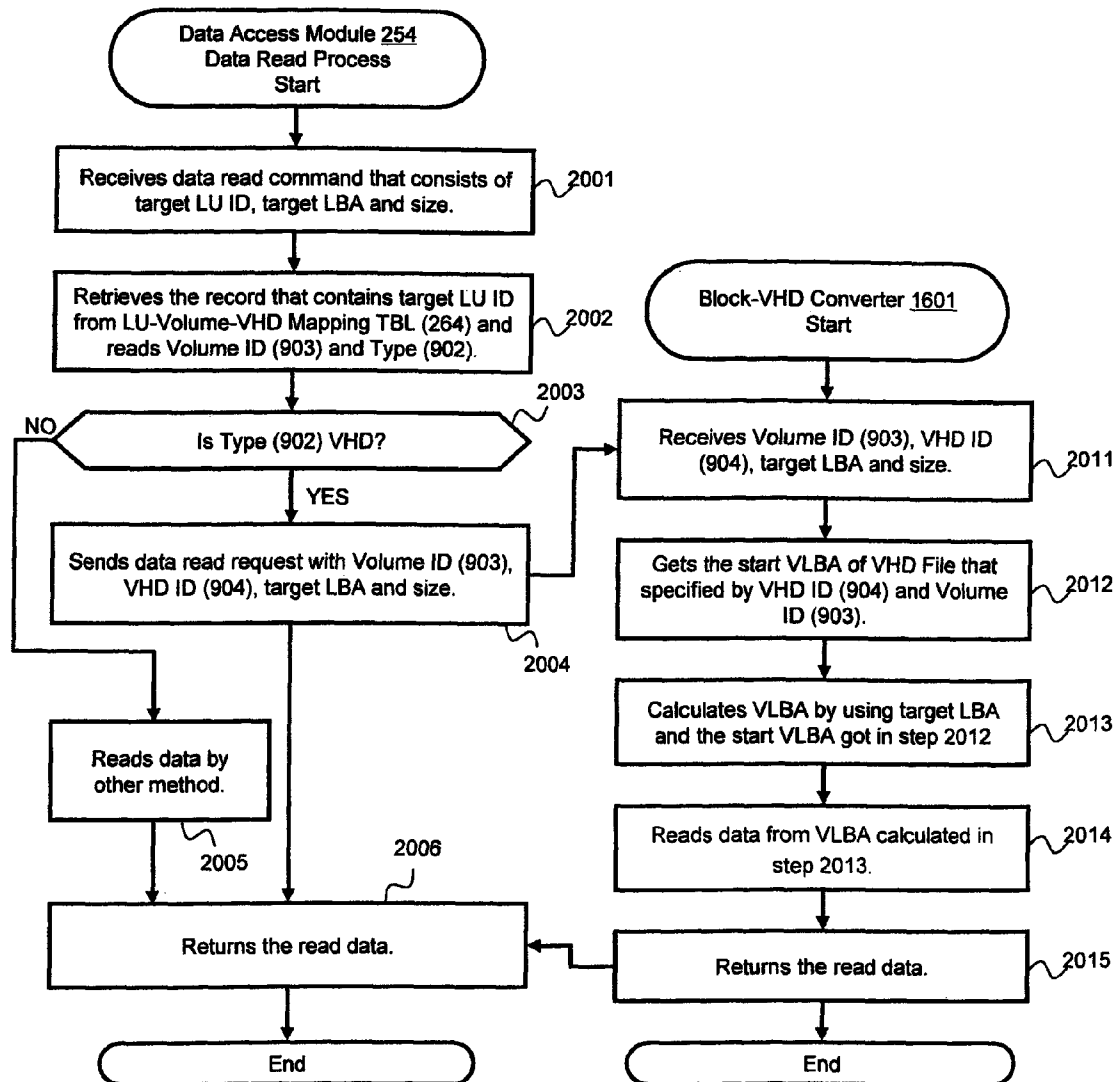 Data Access Module 254
Data Read Process
Start
Receives data read command that consists of
target LU ID, target LBA and size.
2001
Retrieves the record that contains target LU ID
from LU-Volume-VHD Mapping TBL (264) and
reads Volume ID (903) and Type (902).
2002
NO
Is Type (902) VHD?
2003
YES
Sends data read request with Volume ID (903),
VHD ID (904), target LBA and size.
2004
Reads data by
other method.
2005
2006
Returns the read data.
End
Block-VHD Converter 1601
Start
Receives Volume ID (903), VHD ID
(904), target LBA and size.
2011
Gets the start VLBA of VHD File that
specified by VHD ID (904) and Volume
ID (903).
2012
Calculates VLBA by using target LBA
and the start VLBA got in step 2012
2013
Reads data from VLBA calculated in
step 2013.
2014
Returns the read data.
2015
End